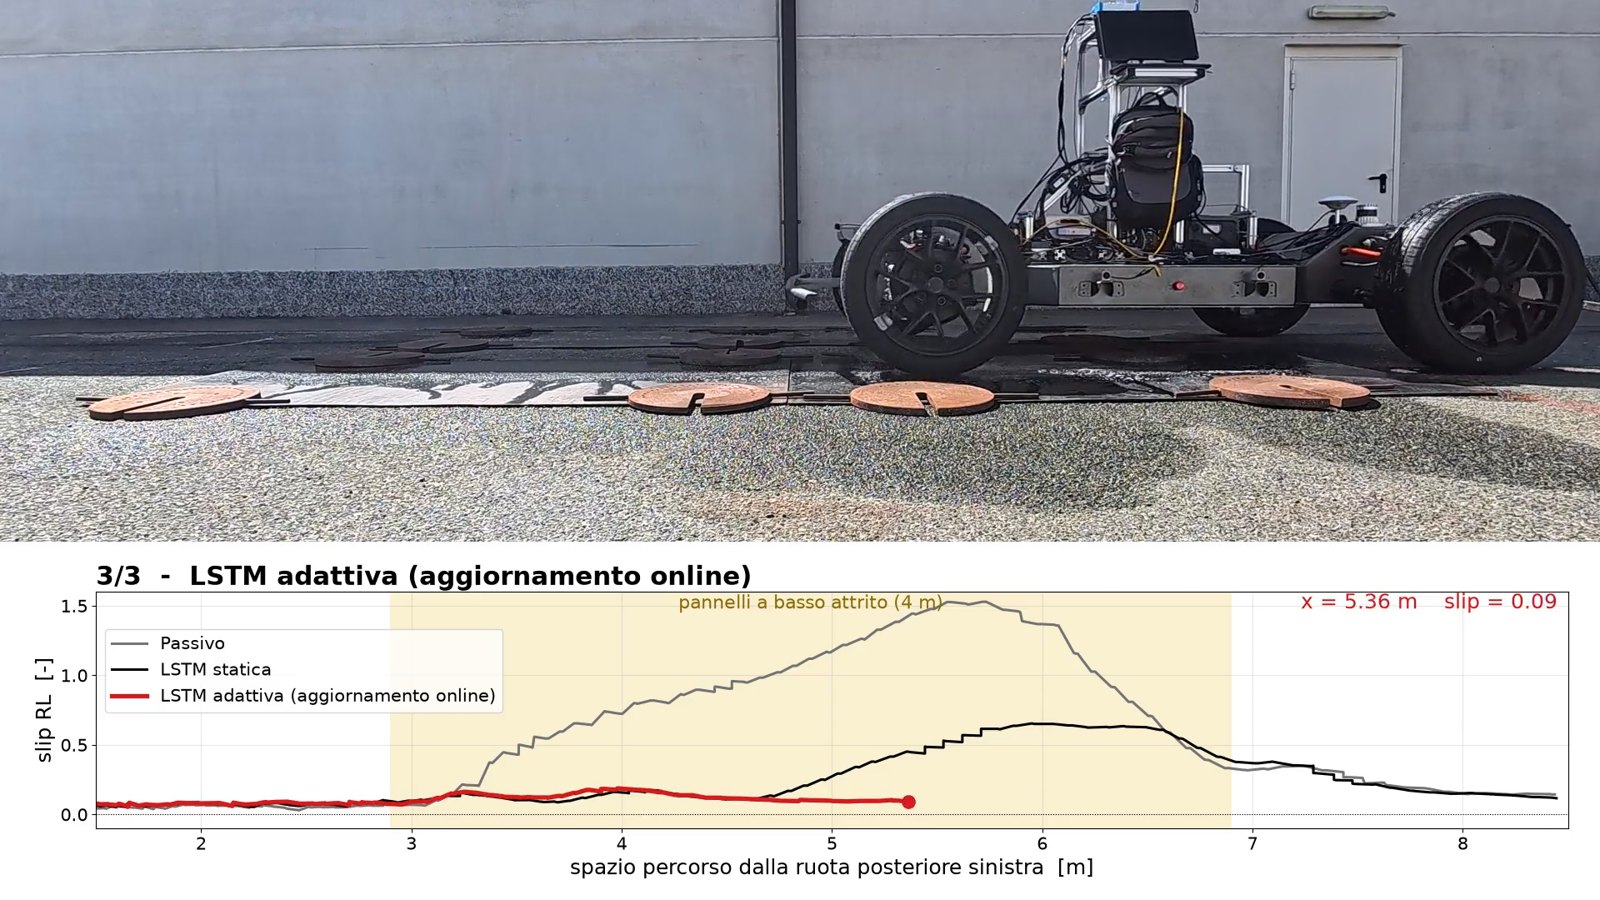 3/3 - LSTM adattiva (aggiornamento online)
pannelli a basso attrito (4 m)
x = 5.36 m slip = 0.09
Passivo
LSTM statica
LSTM adattiva (aggiornamento online)
slip RL [-]
1.5
1.0
0.5
0.0
2 3 4 5 6 7 8
spazio percorso dalla ruota posteriore sinistra [m]